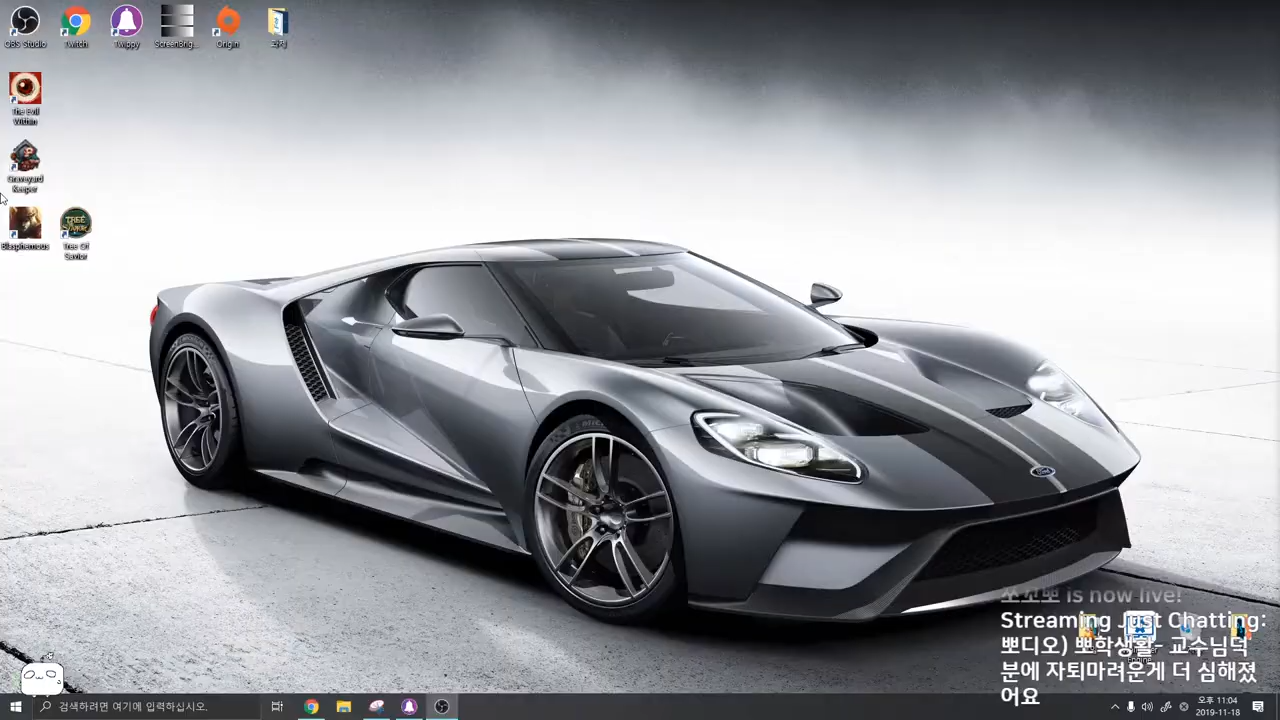 OBS Studio
Twitch
Twippy
ScreenBrig...
Origin
The Evil
Within
Graveyard
Keeper
Blasphemous
TREE
SAVIOR
Tree Of
Savior
is now live!
Streaming Just Chatting:
뽀디오) 뽀학생활- 교수님덕
분에 자퇴마려운게 더 심해졌
어요
검색하려면 여기에 입력하십시오.
오후 11:04
2019-11-18